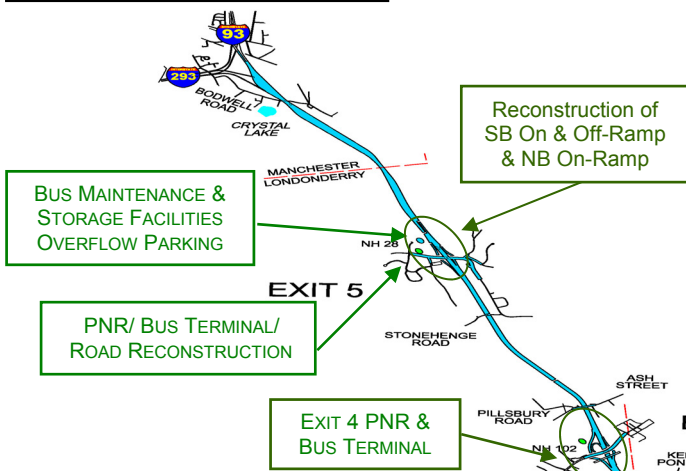 93
293
BODWELL
ROAD
CRYSTAL
LAKE
Reconstruction of
SB On & Off-Ramp
& NB On-Ramp
MANCHESTER
LONDONDERRY
BUS MAINTENANCE &
STORAGE FACILITIES
OVERFLOW PARKING
NH 28
EXIT 5
PNR/ BUS TERMINAL/
ROAD RECONSTRUCTION
STONEHENGE
ROAD
ASH
STREET
PILLSBURY
ROAD
EXIT 4 PNR &
BUS TERMINAL
NH 102